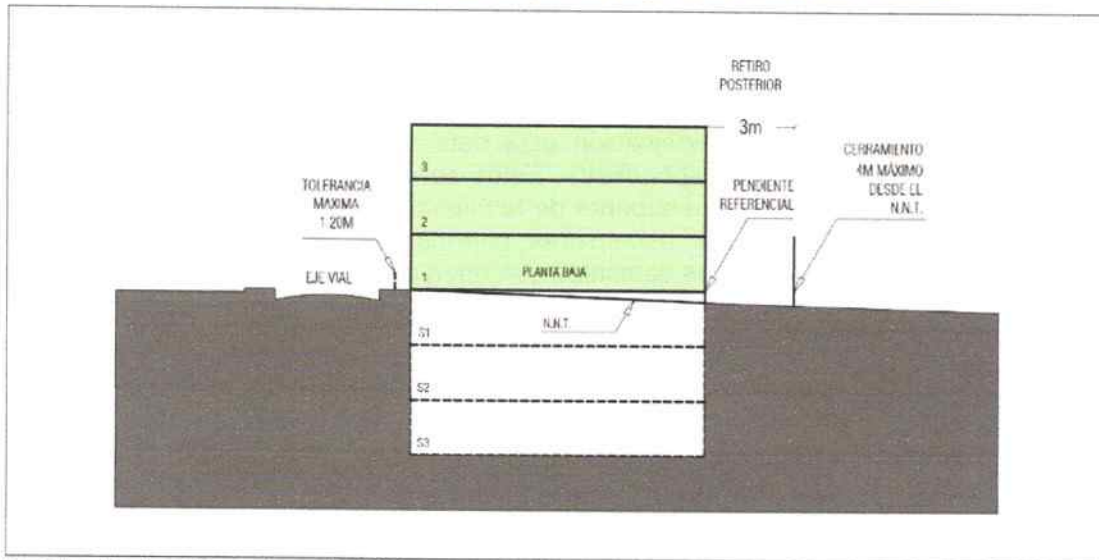 RETIRO
POSTERIOR
3m
CERRAMIENTO
4M MÁXIMO
DESDE EL
N.N.T.
TOLERANCIA
MAXIMA
1.20M
PENDIENTE
REFERENCIAL
EJE VIAL
3
2
1
PLANTA BAJA
N.N.T.
S1
S2
S3